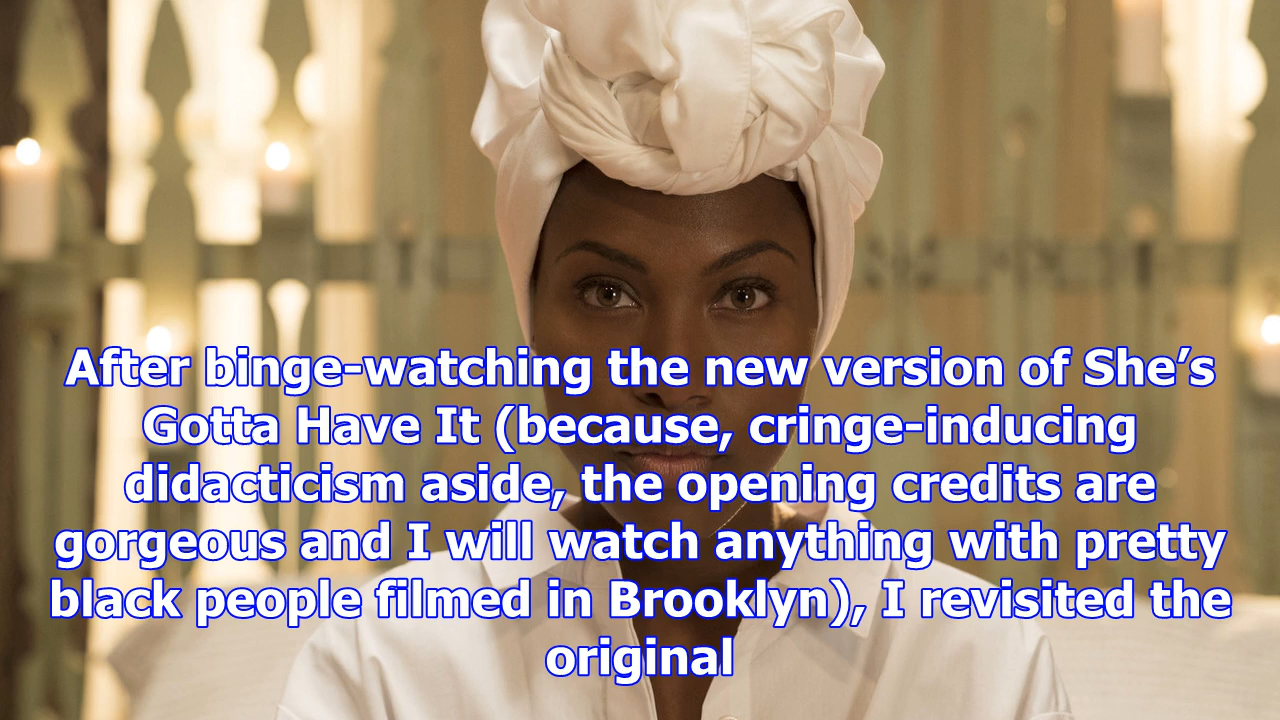 After binge-watching the new version of She’s
Gotta Have It (because, cringe-inducing
didacticism aside, the opening credits are
gorgeous and I will watch anything with pretty
black people filmed in Brooklyn), I revisited the
original